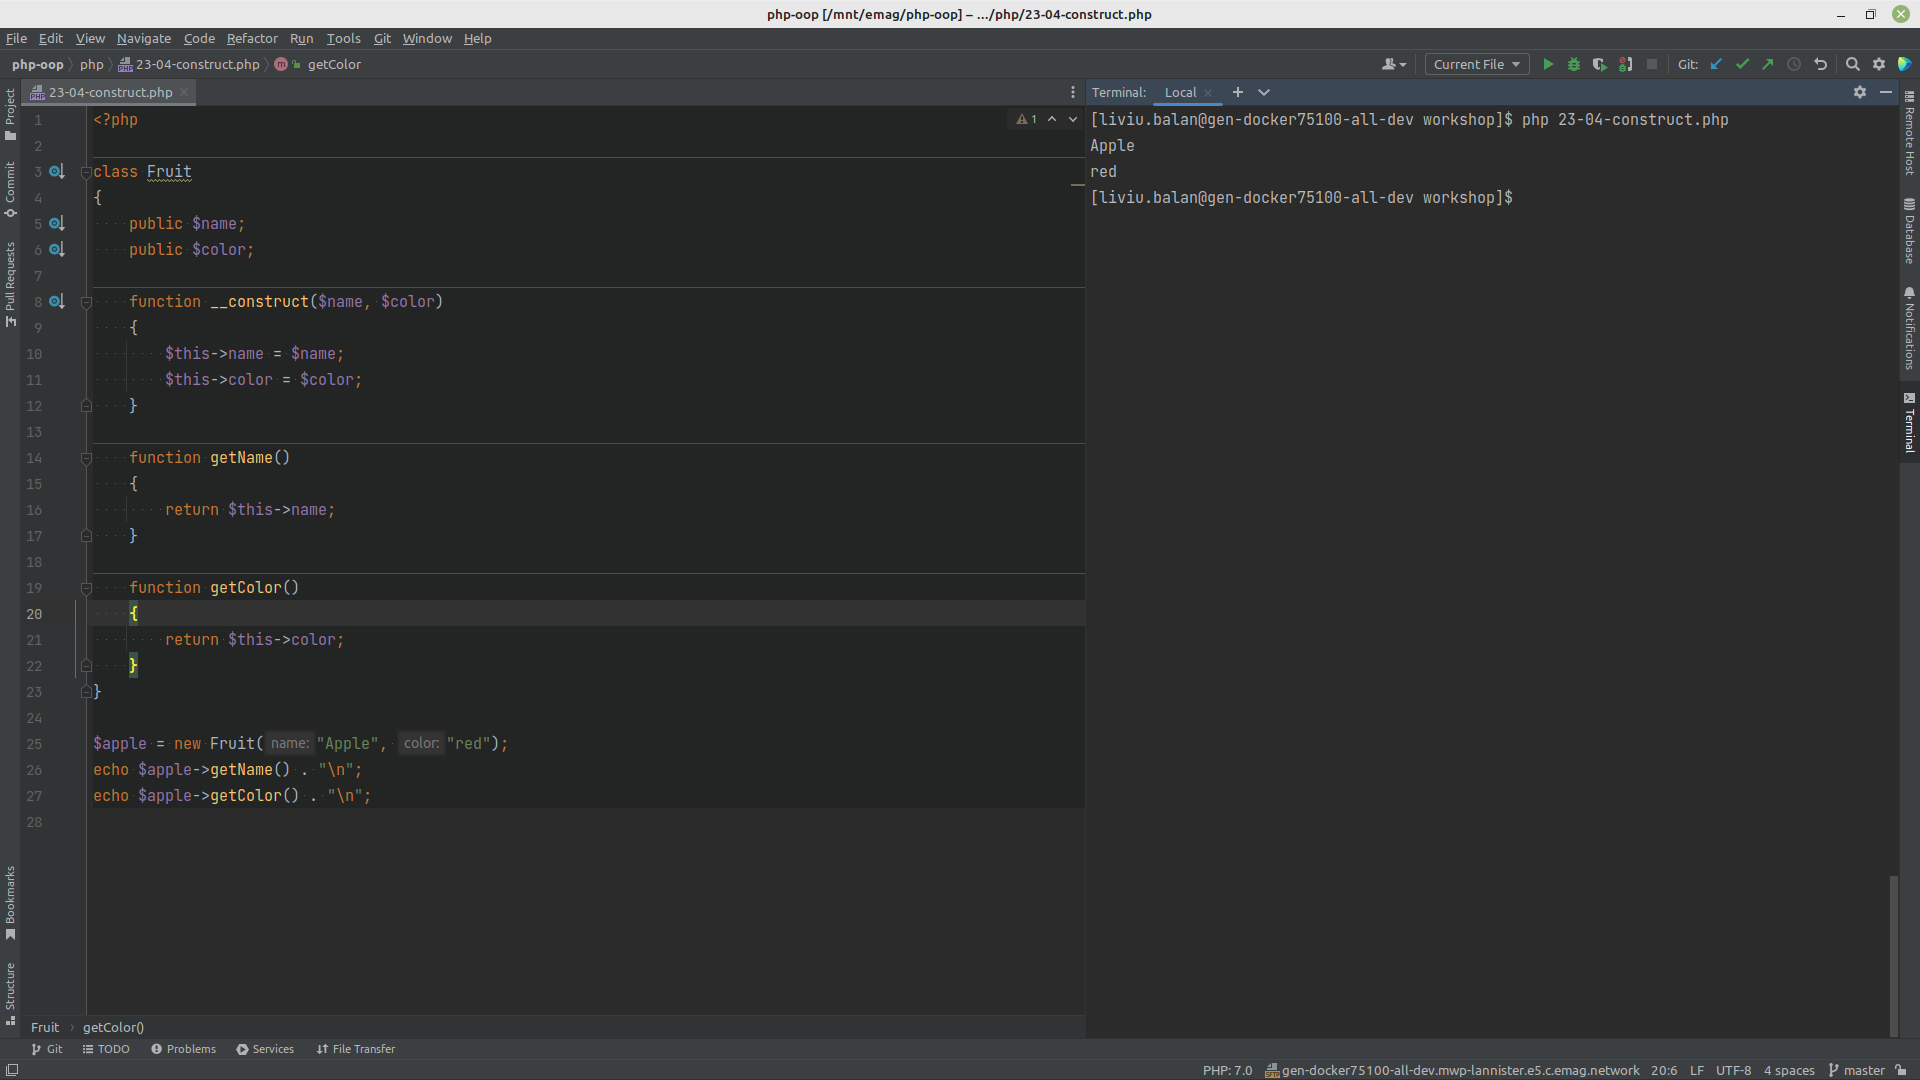 php-oop [/mnt/emag/php-oop] – .../php/23-04-construct.php
File Edit View Navigate Code Refactor Run Tools Git Window Help
php-oop php 23-04-construct.php m getColor Current File Git:
23-04-construct.php
Terminal: Local
Project
Commit
Pull Requests
Bookmarks
Structure
1 <?php
2
3 class Fruit
4 {
5 public $name;
6 public $color;
7
8 function __construct($name, $color)
9 {
10 $this->name = $name;
11 $this->color = $color;
12 }
13
14 function getName()
15 {
16 return $this->name;
17 }
18
19 function getColor()
20 {
21 return $this->color;
22 }
23 }
24
25 $apple = new Fruit( name: "Apple", color: "red");
26 echo $apple->getName() . "\n";
27 echo $apple->getColor() . "\n";
28
1
[liviu.balan@gen-docker75100-all-dev workshop]$ php 23-04-construct.php
Apple
red
[liviu.balan@gen-docker75100-all-dev workshop]$
Remote Host
Database
Notifications
Terminal
Fruit getColor()
Git TODO Problems Services File Transfer
PHP: 7.0 gen-docker75100-all-dev.mwp-lannister.e5.c.emag.network 20:6 LF UTF-8 4 spaces master